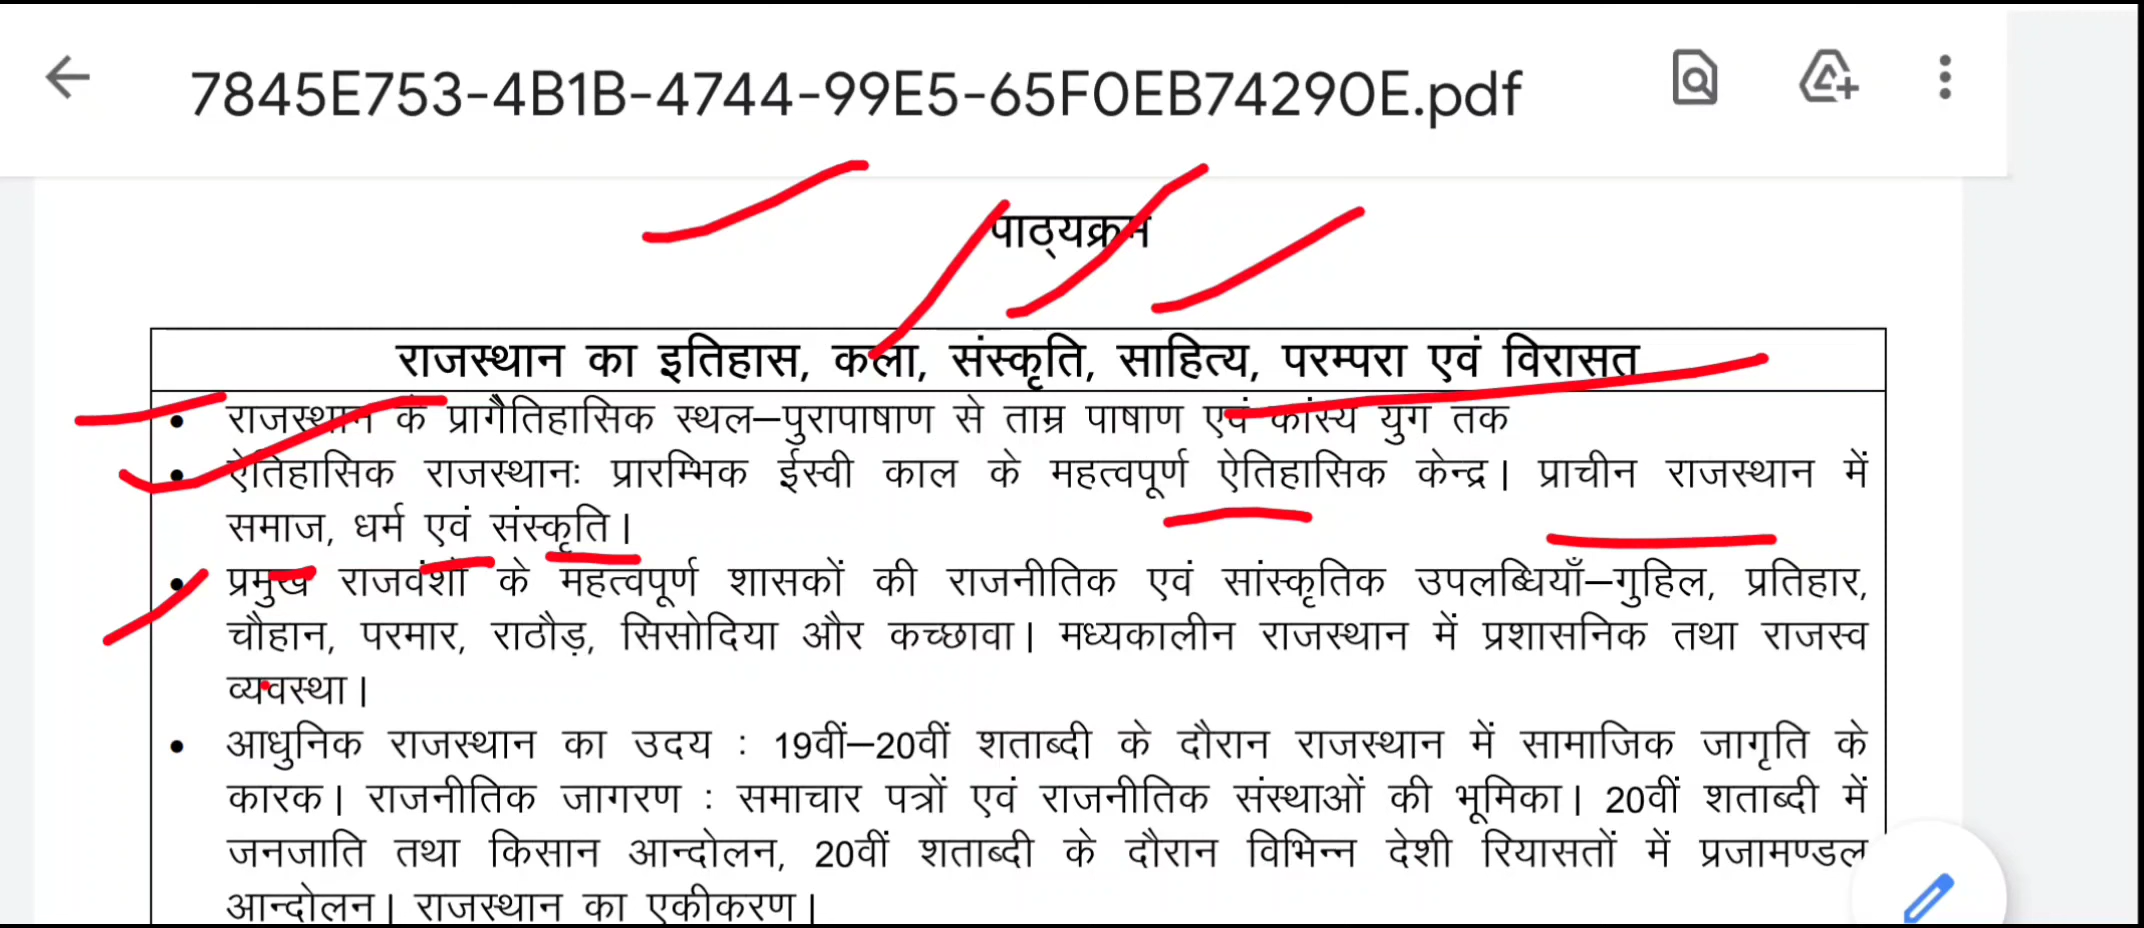 7845E753-4B1B-4744-99E5-65F0EB74290E.pdf
पाठ्यक्रम
राजस्थान का इतिहास, कला, संस्कृति, साहित्य, परम्परा एवं विरासत
• राजस्थान के प्रागैतिहासिक स्थल–पुरापाषाण से ताम्र पाषाण एवं कांस्य युग तक
• ऐतिहासिक राजस्थानः प्रारम्भिक ईस्वी काल के महत्वपूर्ण ऐतिहासिक केन्द्र। प्राचीन राजस्थान में
समाज, धर्म एवं संस्कृति।
• प्रमुख राजवंशों के महत्वपूर्ण शासकों की राजनीतिक एवं सांस्कृतिक उपलब्धियाँ–गुहिल, प्रतिहार,
चौहान, परमार, राठौड़, सिसोदिया और कच्छावा। मध्यकालीन राजस्थान में प्रशासनिक तथा राजस्व
व्यवस्था।
• आधुनिक राजस्थान का उदय : 19वीं–20वीं शताब्दी के दौरान राजस्थान में सामाजिक जागृति के
कारक। राजनीतिक जागरण : समाचार पत्रों एवं राजनीतिक संस्थाओं की भूमिका। 20वीं शताब्दी में
जनजाति तथा किसान आन्दोलन, 20वीं शताब्दी के दौरान विभिन्न देशी रियासतों में प्रजामण्डल
आन्दोलन। राजस्थान का एकीकरण।